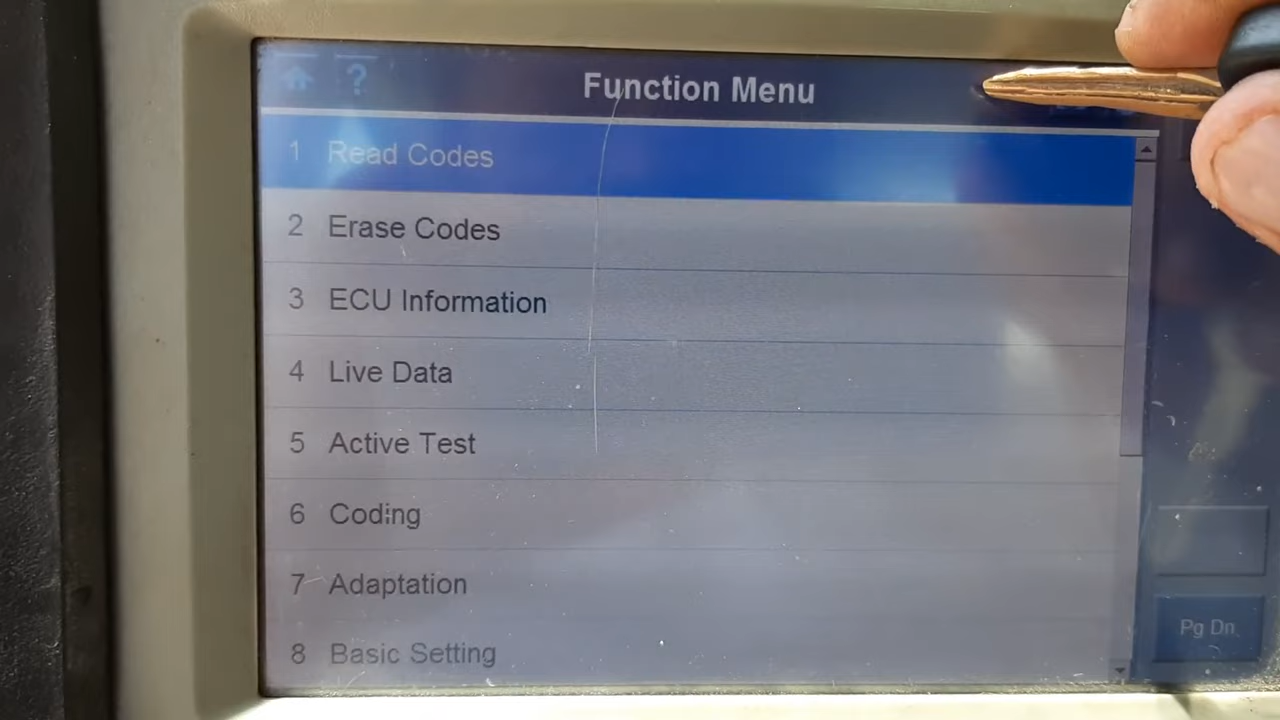 ? Function Menu
1 Read Codes
2 Erase Codes
3 ECU Information
4 Live Data
5 Active Test
6 Coding
7 Adaptation
8 Basic Setting
Pg Dn